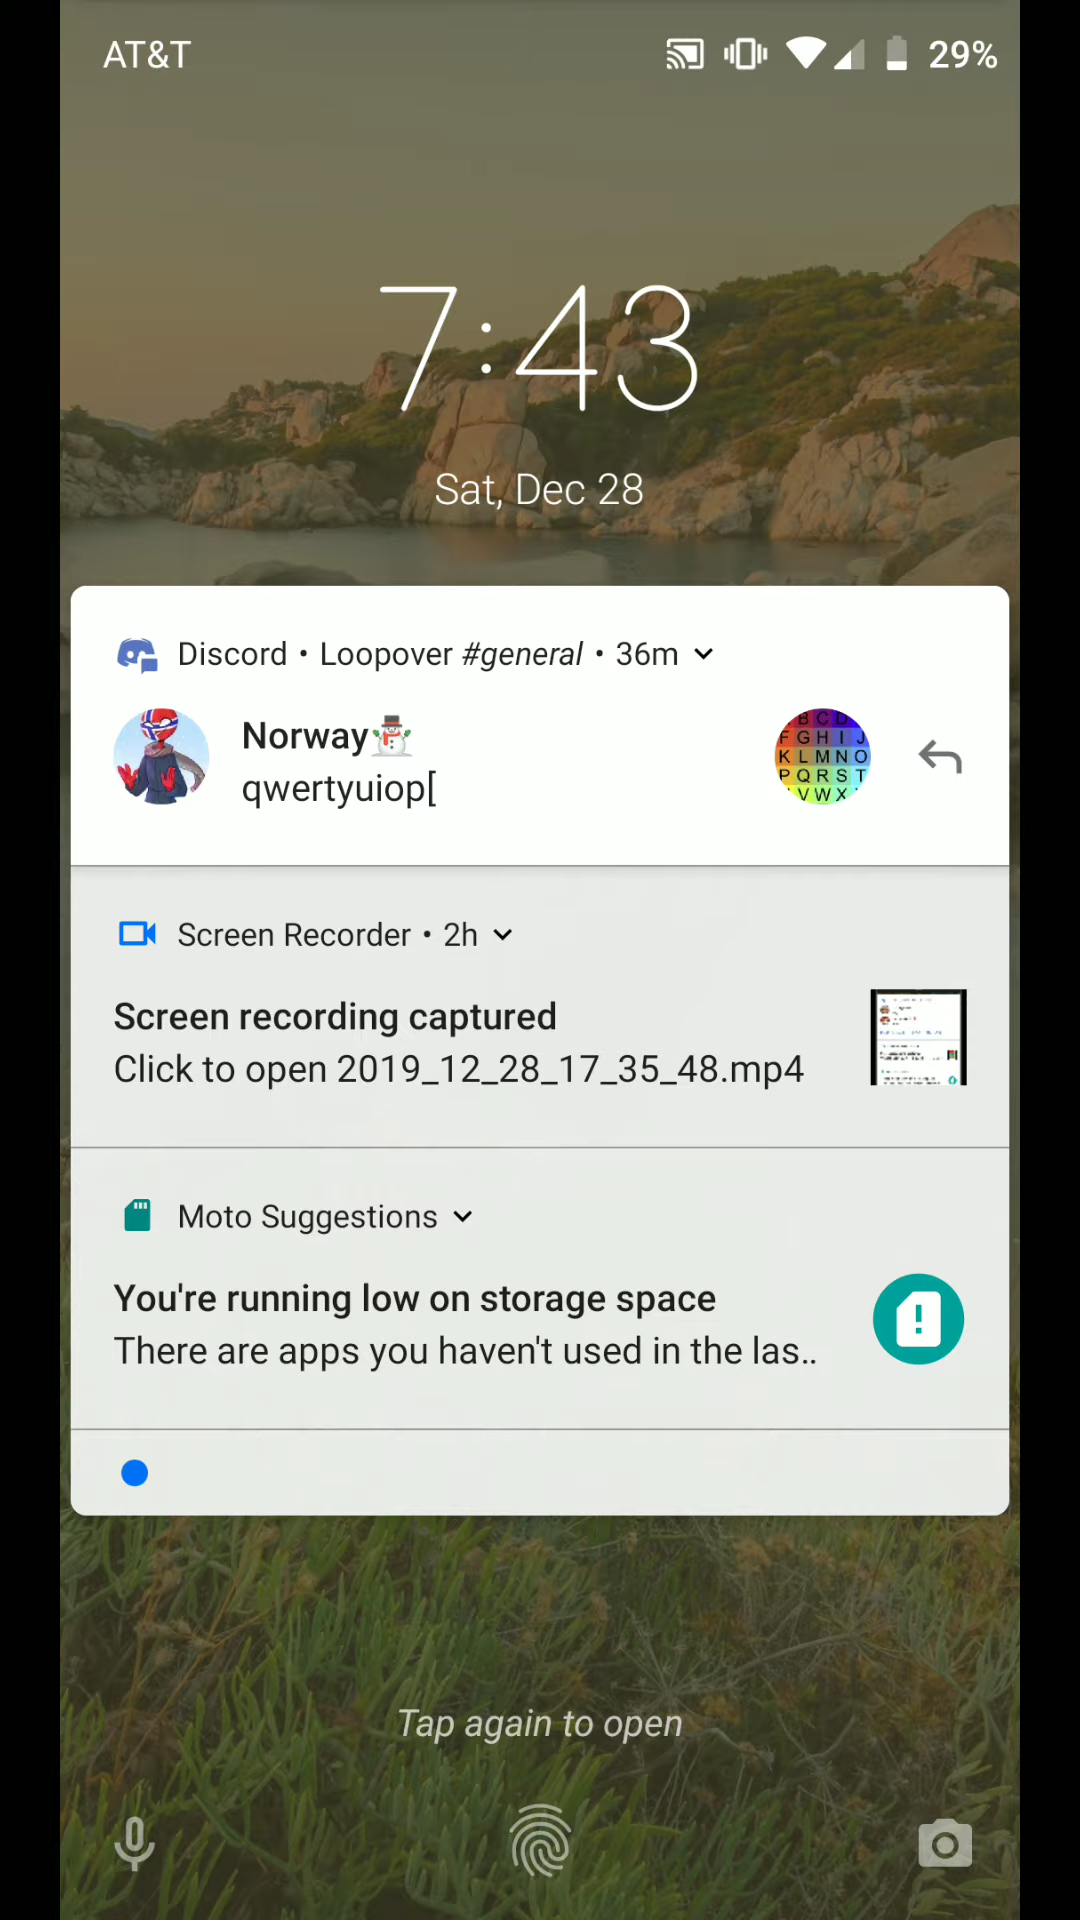 AT&T 29%
7:43
Sat, Dec 28
Discord • Loopover #general • 36m
Norway⛄
qwertyuiop[
B C D
F G H I J
K L M N O
P Q R S T
V W X
Screen Recorder • 2h
Screen recording captured
Click to open 2019_12_28_17_35_48.mp4
Moto Suggestions
You're running low on storage space
There are apps you haven't used in the las..
Tap again to open